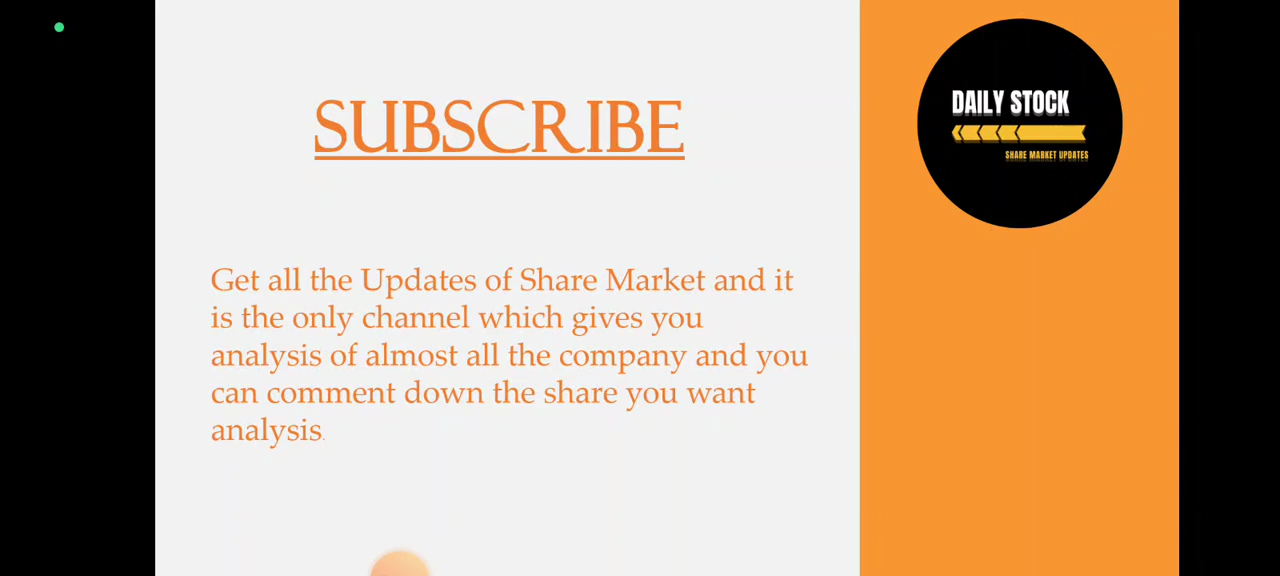 SUBSCRIBE
DAILY STOCK
SHARE MARKET UPDATES
Get all the Updates of Share Market and it
is the only channel which gives you
analysis of almost all the company and you
can comment down the share you want
analysis.